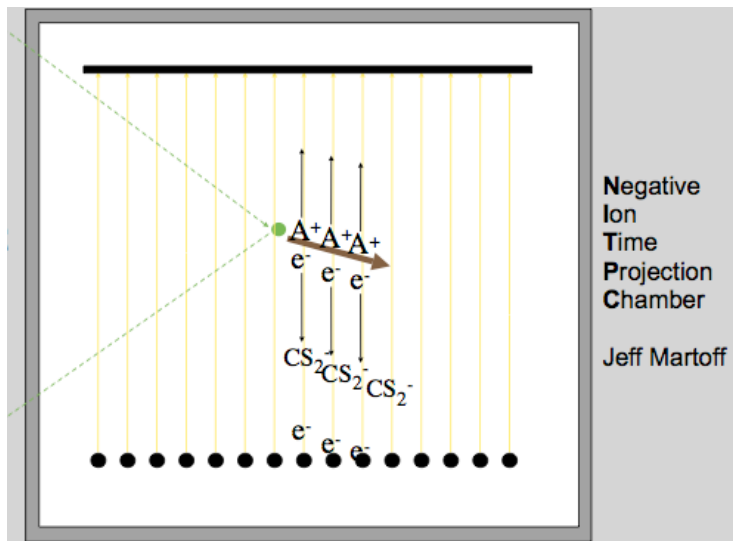 A⁺ A⁺ A⁺
e⁻ e⁻ e⁻
CS₂⁻ CS₂⁻ CS₂⁻
e⁻ e⁻ e⁻
Negative
Ion
Time
Projection
Chamber
Jeff Martoff